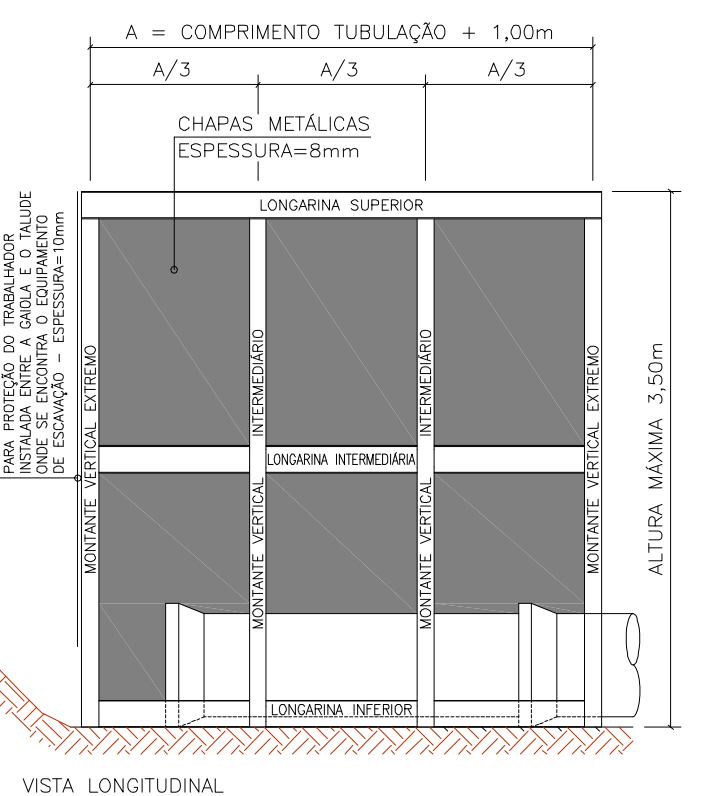 A = COMPRIMENTO TUBULAÇÃO + 1,00m
A/3
A/3
A/3
CHAPAS METÁLICAS
ESPESSURA=8mm
LONGARINA SUPERIOR
PARA PROTEÇÃO DO TRABALHADOR
INSTALADA ENTRE A GAIOLA E O TALUDE
ONDE SE ENCONTRA O EQUIPAMENTO
DE ESCAVAÇÃO - ESPESSURA=10mm
MONTANTE VERTICAL EXTREMO
MONTANTE VERTICAL INTERMEDIÁRIO
LONGARINA INTERMEDIÁRIA
MONTANTE VERTICAL INTERMEDIÁRIO
MONTANTE VERTICAL EXTREMO
ALTURA MÁXIMA 3,50m
LONGARINA INFERIOR
VISTA LONGITUDINAL